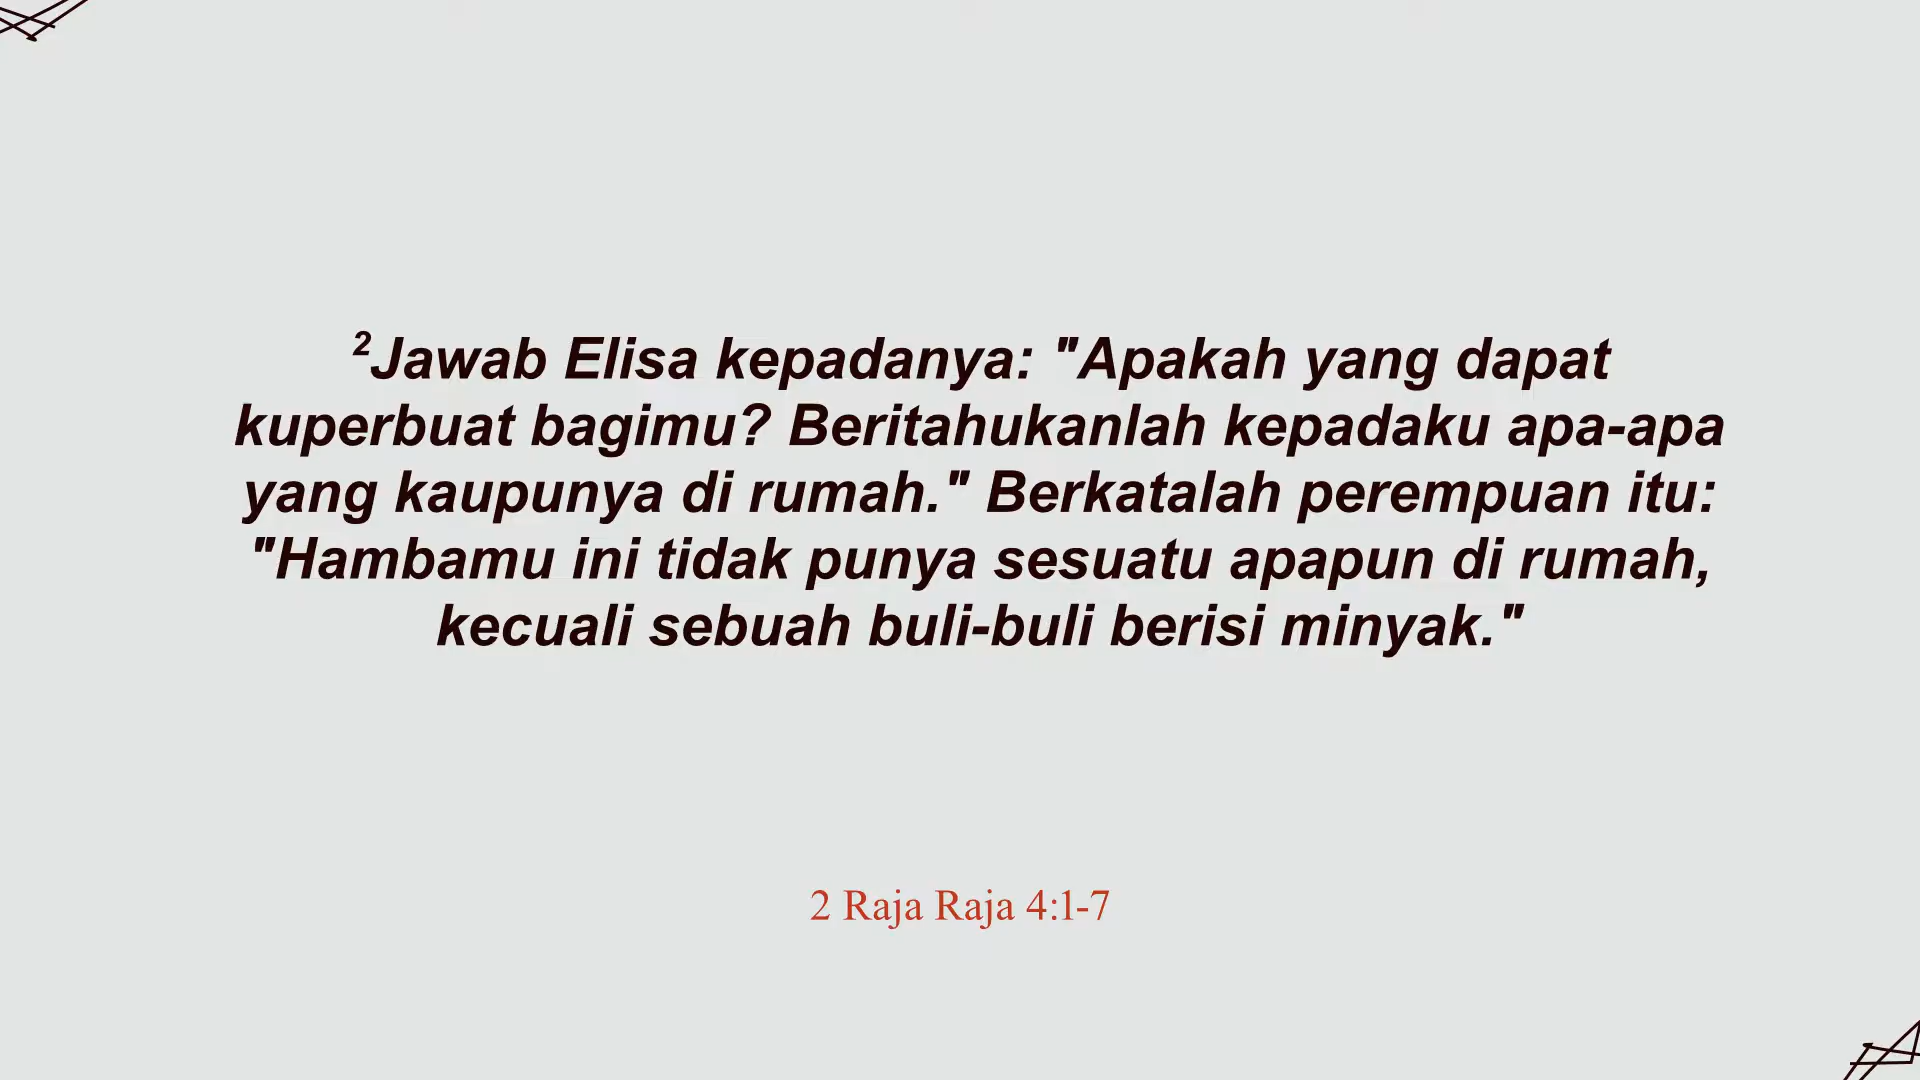 ²Jawab Elisa kepadanya: "Apakah yang dapat
kuperbuat bagimu? Beritahukanlah kepadaku apa-apa
yang kaupunya di rumah." Berkatalah perempuan itu:
"Hambamu ini tidak punya sesuatu apapun di rumah,
kecuali sebuah buli-buli berisi minyak."
2 Raja Raja 4:1-7